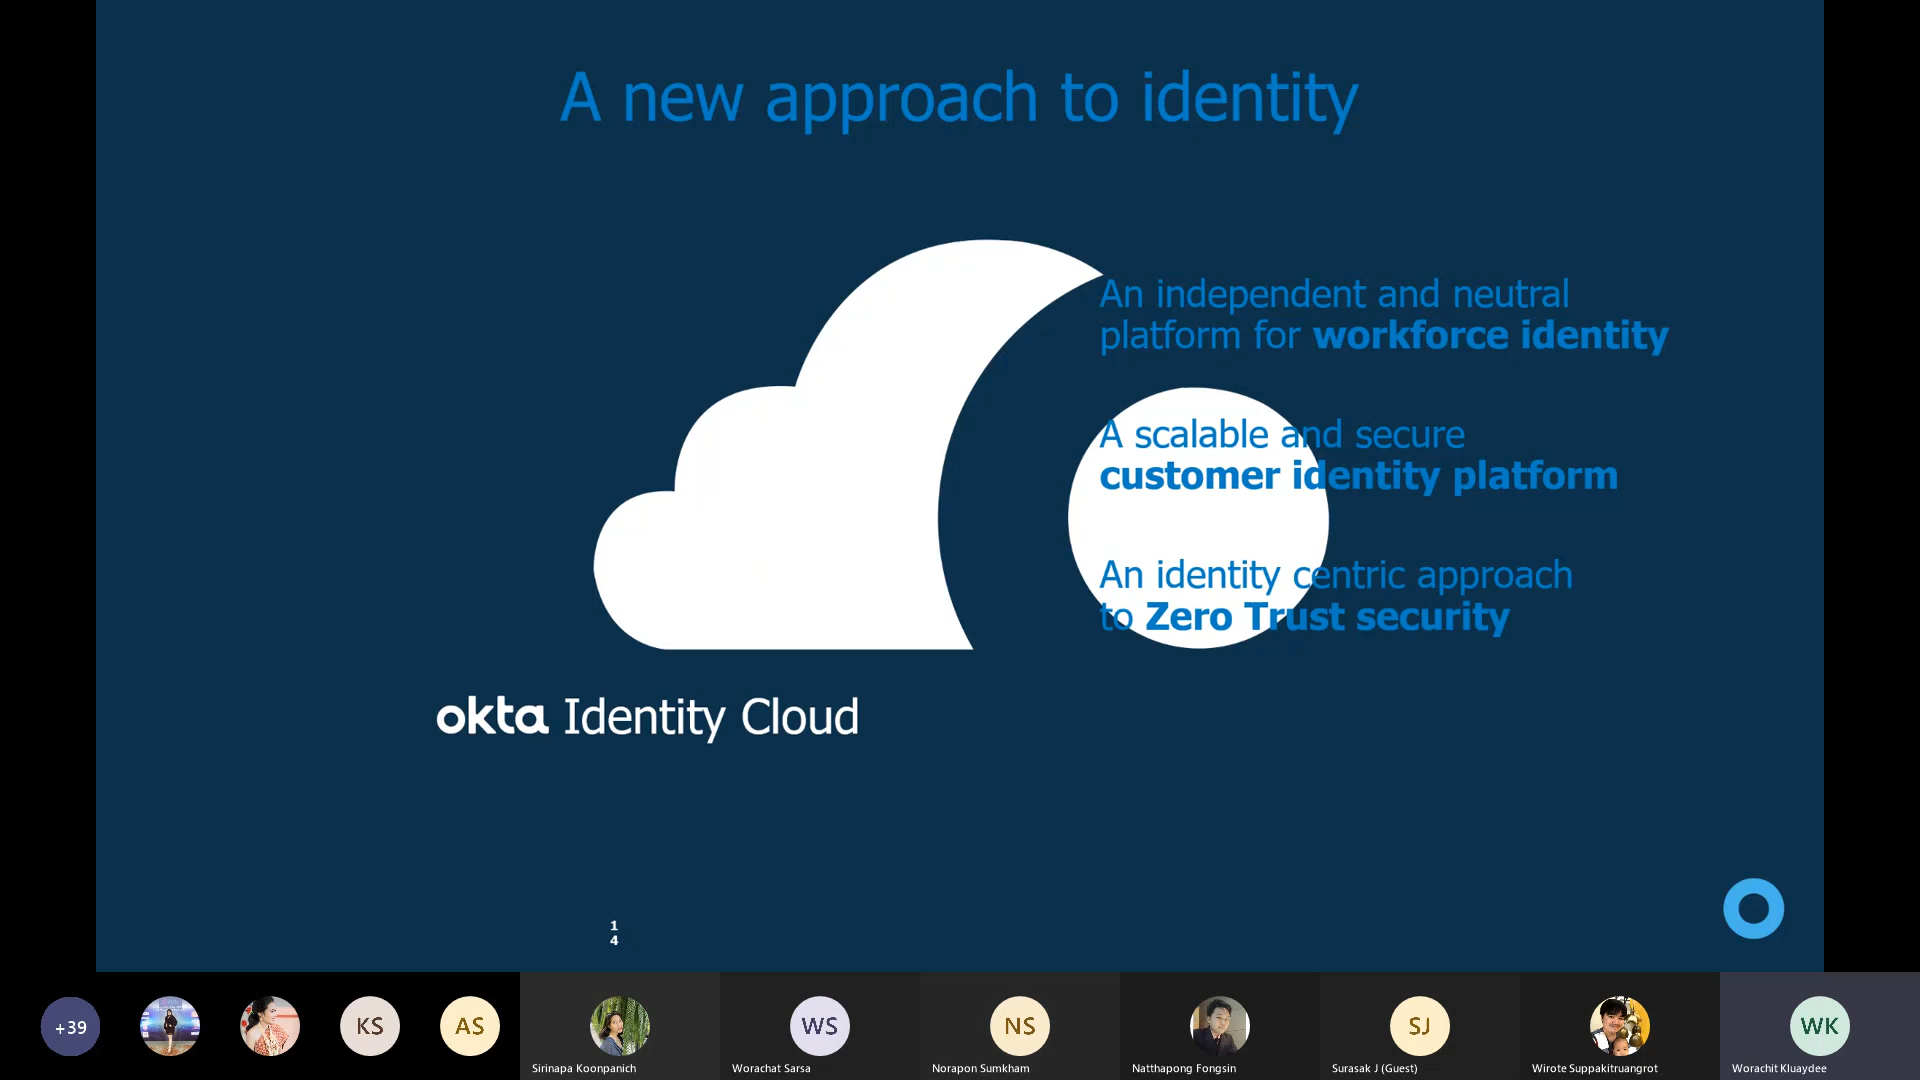 A new approach to identity
An independent and neutral
platform for workforce identity
A scalable and secure
customer identity platform
An identity centric approach
to Zero Trust security
okta Identity Cloud
1
4
+39
KS
AS
Sirinapa Koonpanich
WS
Worachat Sarsa
NS
Norapon Sumkham
Natthapong Fongsin
SJ
Surasak J (Guest)
Wirote Suppakitruangrot
WK
Worachit Kluaydee